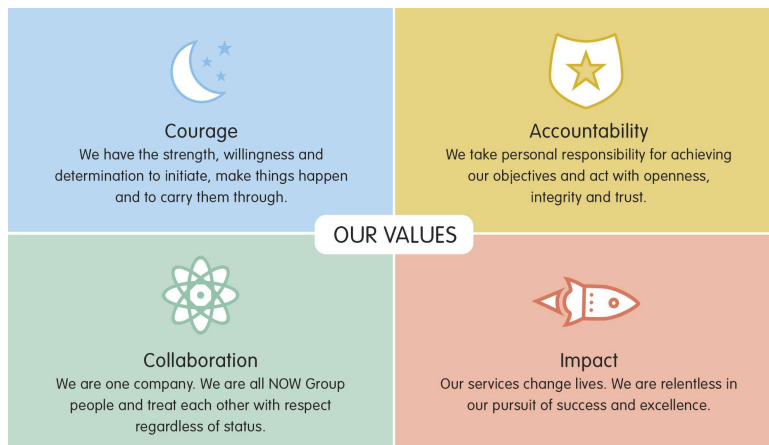 Courage
We have the strength, willingness and
determination to initiate, make things happen
and to carry them through.
Accountability
We take personal responsibility for achieving
our objectives and act with openness,
integrity and trust.
OUR VALUES
Collaboration
We are one company. We are all NOW Group
people and treat each other with respect
regardless of status.
Impact
Our services change lives. We are relentless in
our pursuit of success and excellence.